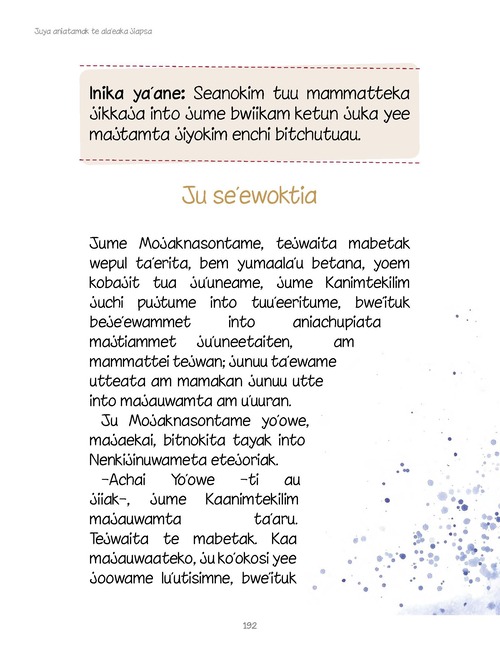 Juya aniatamak te ala'eaka jiapsa
Inika ya'ane: Seanokim tuu mammatteka
jikkaja into jume bwiikam ketun juka yee
majtamta jiyokim enchi bitchutuau.
Ju se'ewoktia
Jume Mojaknasontame, tejwaita mabetak
wepul ta'erita, bem yumaala'u betana, yoem
kobajit tua ju'uneame, jume Kanimtekilim
juchi pujtume into tuu'eeritume, bwe'ituk
beje'ewammet into aniachupiata
majtiammet ju'uneetaiten, am
mammattei tejwan; junuu ta'ewame
utteata am mamakan junuu utte
into majauwamta am u'uuran.
Ju Mojaknasontame yo'owe,
majaekai, bitnokita tayak into
Nenkijinuwameta etejoriak.
–Achai Yo'owe –ti au
jiiak–, jume Kaanimtekilim
majauwamta ta'aru.
Tejwaita te mabetak. Kaa
majauwaateko, ju ko'okosi yee
joowame lu'utisimne, bwe'ituk
192